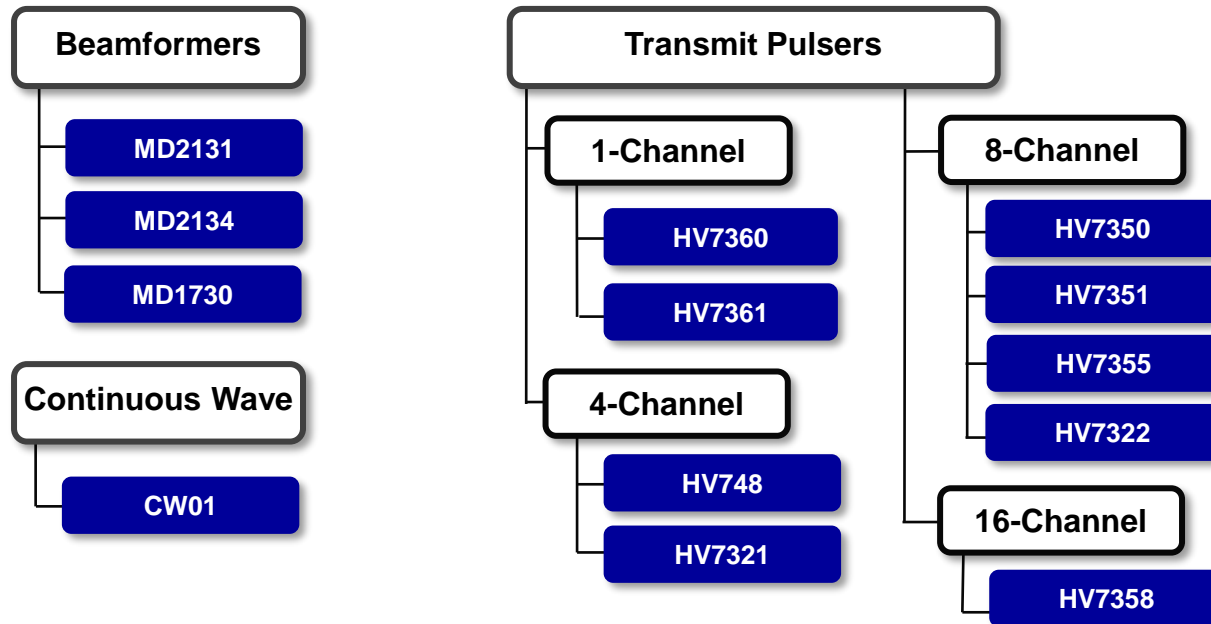 Beamformers
MD2131
MD2134
MD1730
Continuous Wave
CW01
Transmit Pulsers
1-Channel
HV7360
HV7361
4-Channel
HV748
HV7321
8-Channel
HV7350
HV7351
HV7355
HV7322
16-Channel
HV7358